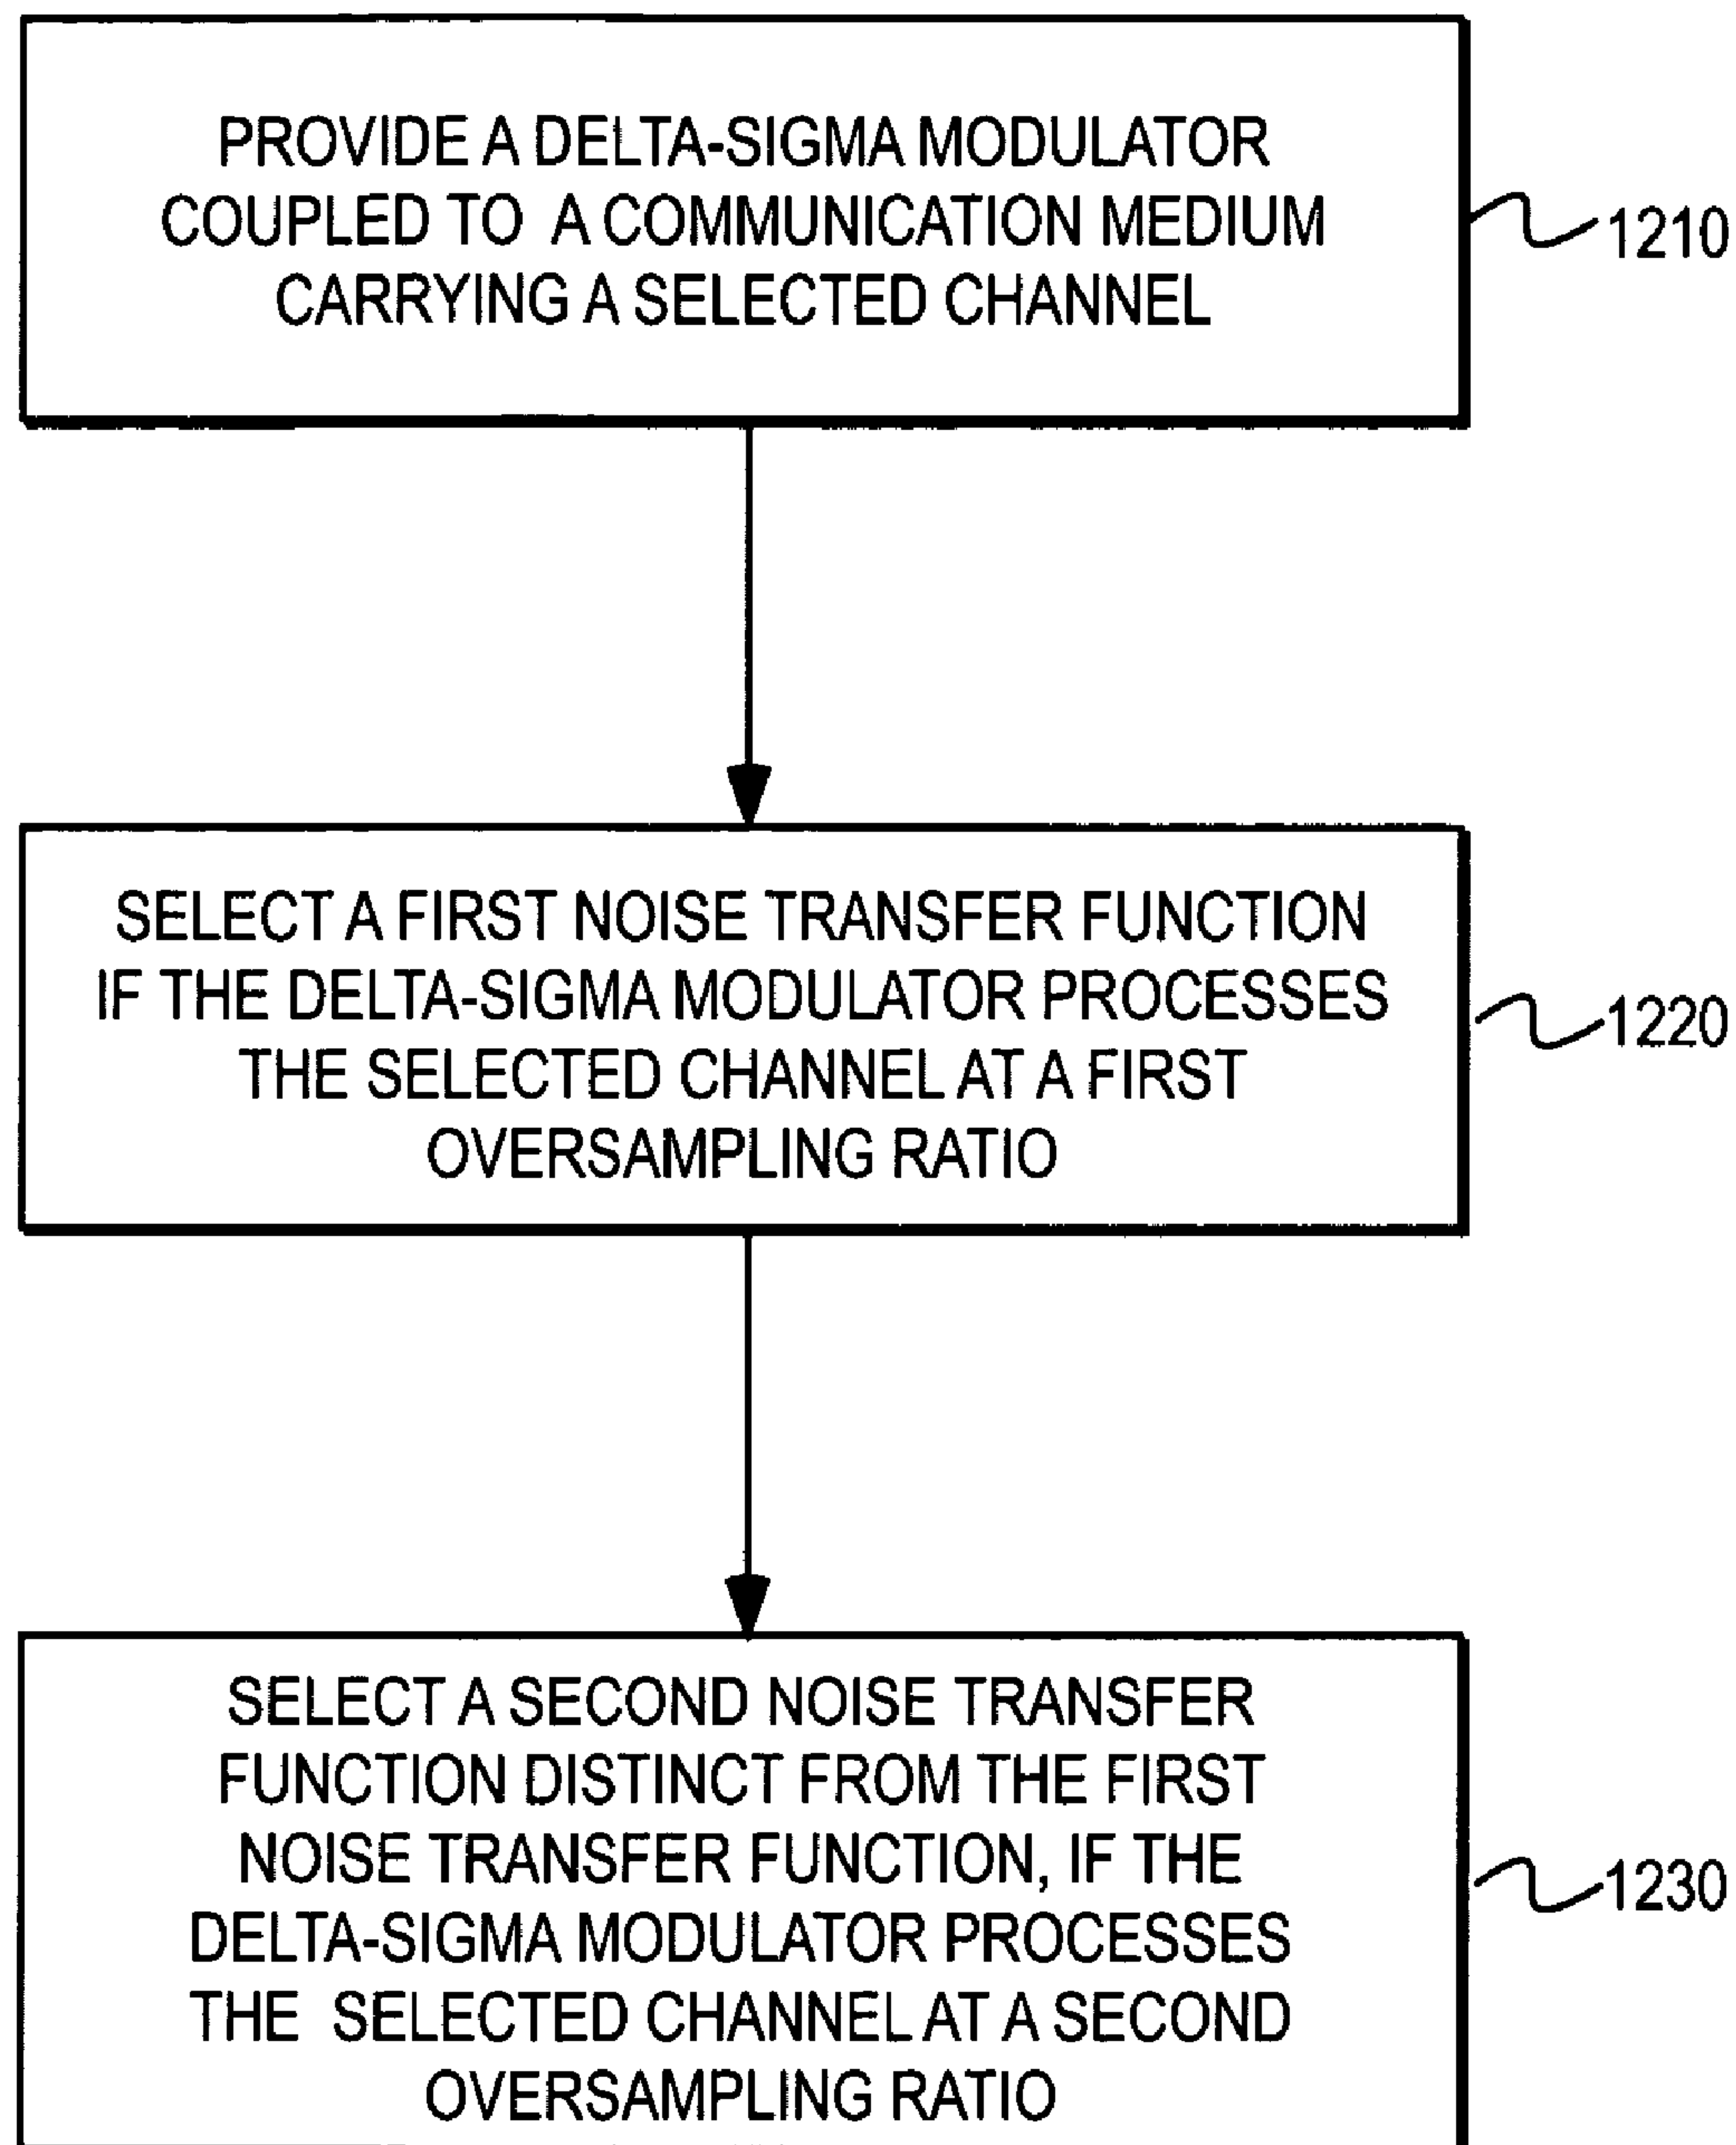 PROVIDE A DELTA-SIGMA MODULATOR
COUPLED TO A COMMUNICATION MEDIUM
CARRYING A SELECTED CHANNEL
1210
SELECT A FIRST NOISE TRANSFER FUNCTION
IF THE DELTA-SIGMA MODULATOR PROCESSES
THE SELECTED CHANNEL AT A FIRST
OVERSAMPLING RATIO
1220
SELECT A SECOND NOISE TRANSFER
FUNCTION DISTINCT FROM THE FIRST
NOISE TRANSFER FUNCTION, IF THE
DELTA-SIGMA MODULATOR PROCESSES
THE SELECTED CHANNEL AT A SECOND
OVERSAMPLING RATIO
1230